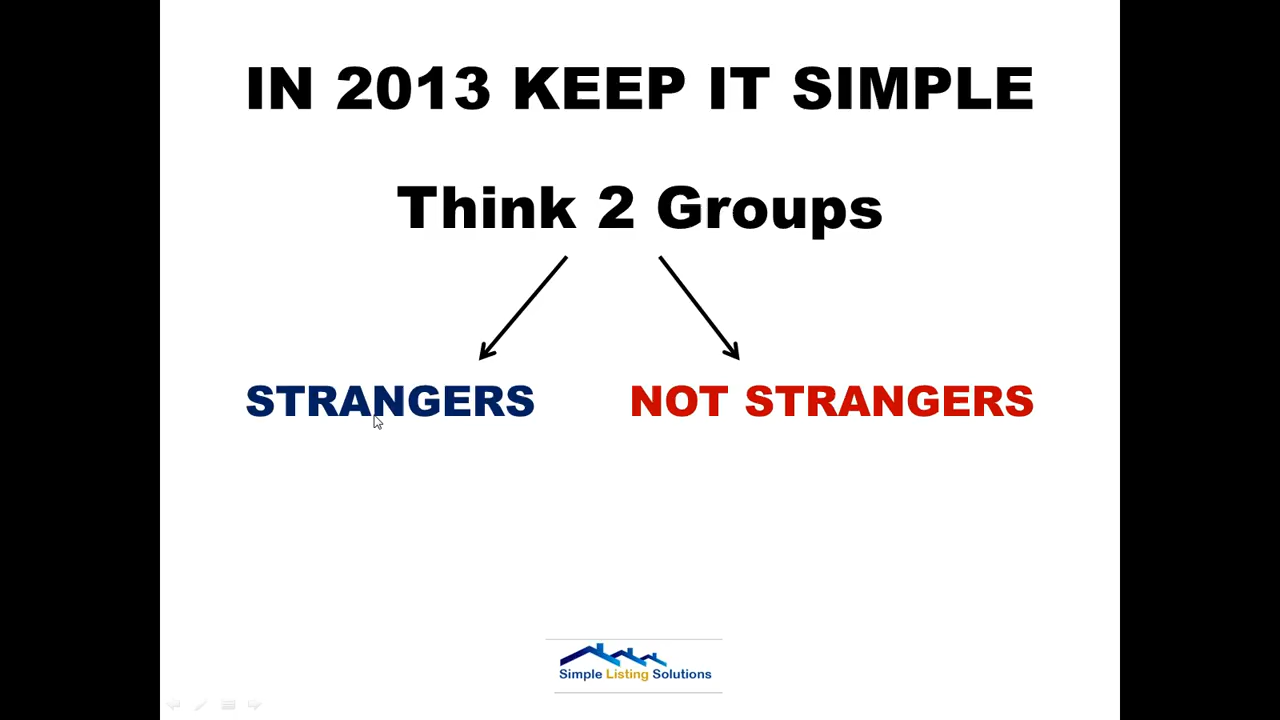 IN 2013 KEEP IT SIMPLE
Think 2 Groups
STRANGERS
NOT STRANGERS
Simple Listing Solutions